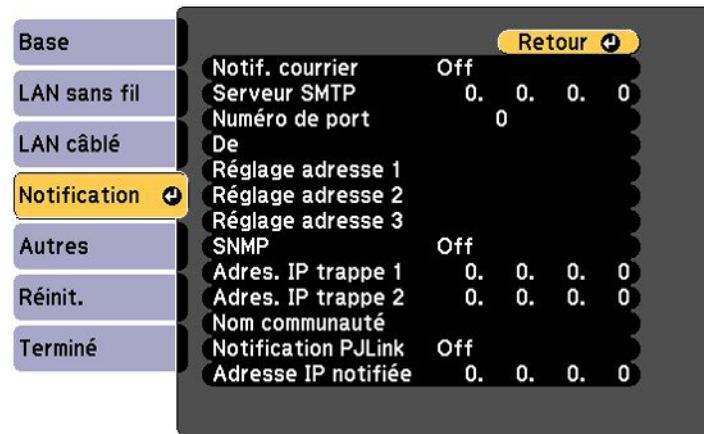 Base
LAN sans fil
LAN câblé
Notification
Autres
Réinit.
Terminé
Retour
Notif. courrier Off
Serveur SMTP 0. 0. 0. 0
Numéro de port 0
De
Réglage adresse 1
Réglage adresse 2
Réglage adresse 3
SNMP Off
Adres. IP trappe 1 0. 0. 0. 0
Adres. IP trappe 2 0. 0. 0. 0
Nom communauté
Notification PJLink Off
Adresse IP notifiée 0. 0. 0. 0